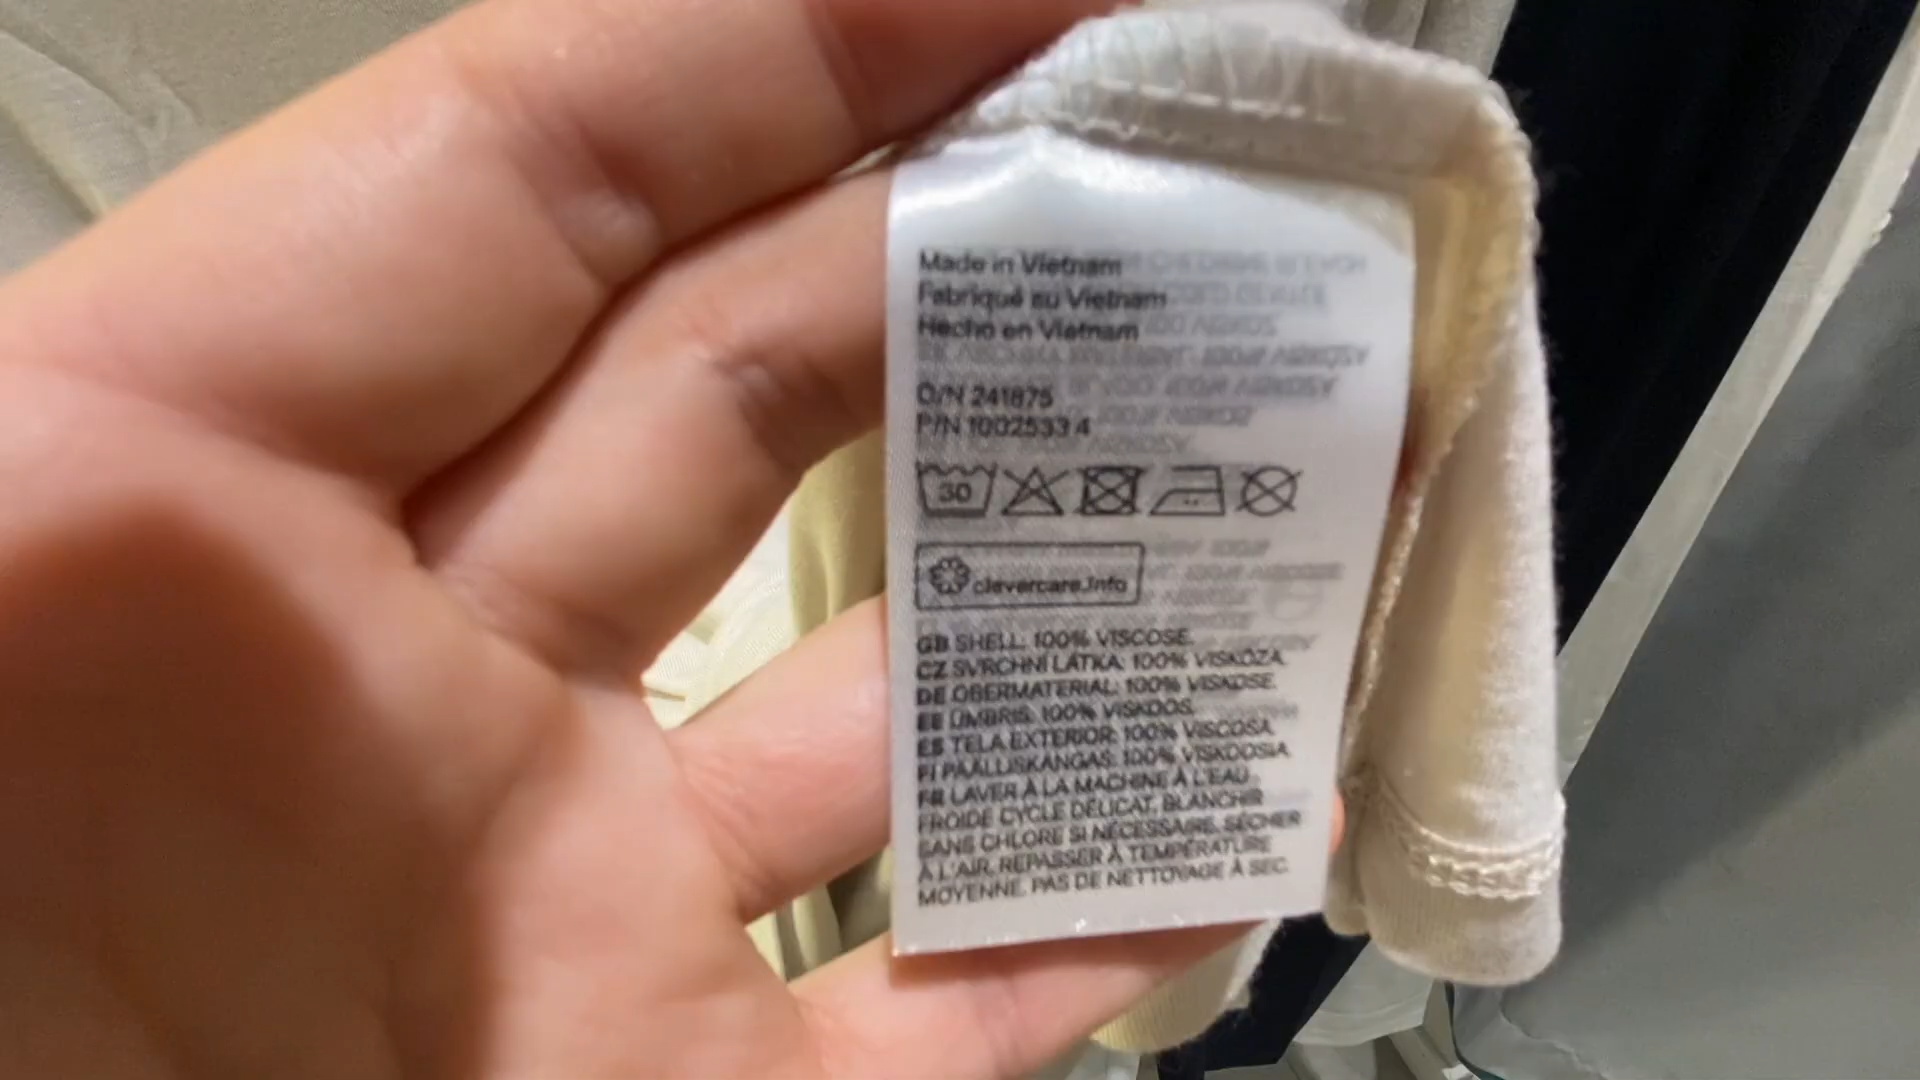 Made in Vietnam
Fabriqué au Vietnam
Hecho en Vietnam
O/N 241875
P/N 1002533 4
30
clevercare.info
GB SHELL: 100% VISCOSE.
CZ SVRCHNÍ LÁTKA: 100% VISKÓZA.
DE OBERMATERIAL: 100% VISKOSE.
EE ÜMBRIS: 100% VISKOOS.
ES TELA EXTERIOR: 100% VISCOSA.
FI PÄÄLLISKANGAS: 100% VISKOOSIA
FR LAVER À LA MACHINE À L'EAU
FROIDE CYCLE DÉLICAT, BLANCHIR
SANS CHLORE SI NÉCESSAIRE, SÉCHER
À L'AIR, REPASSER À TEMPÉRATURE
MOYENNE, PAS DE NETTOYAGE À SEC.